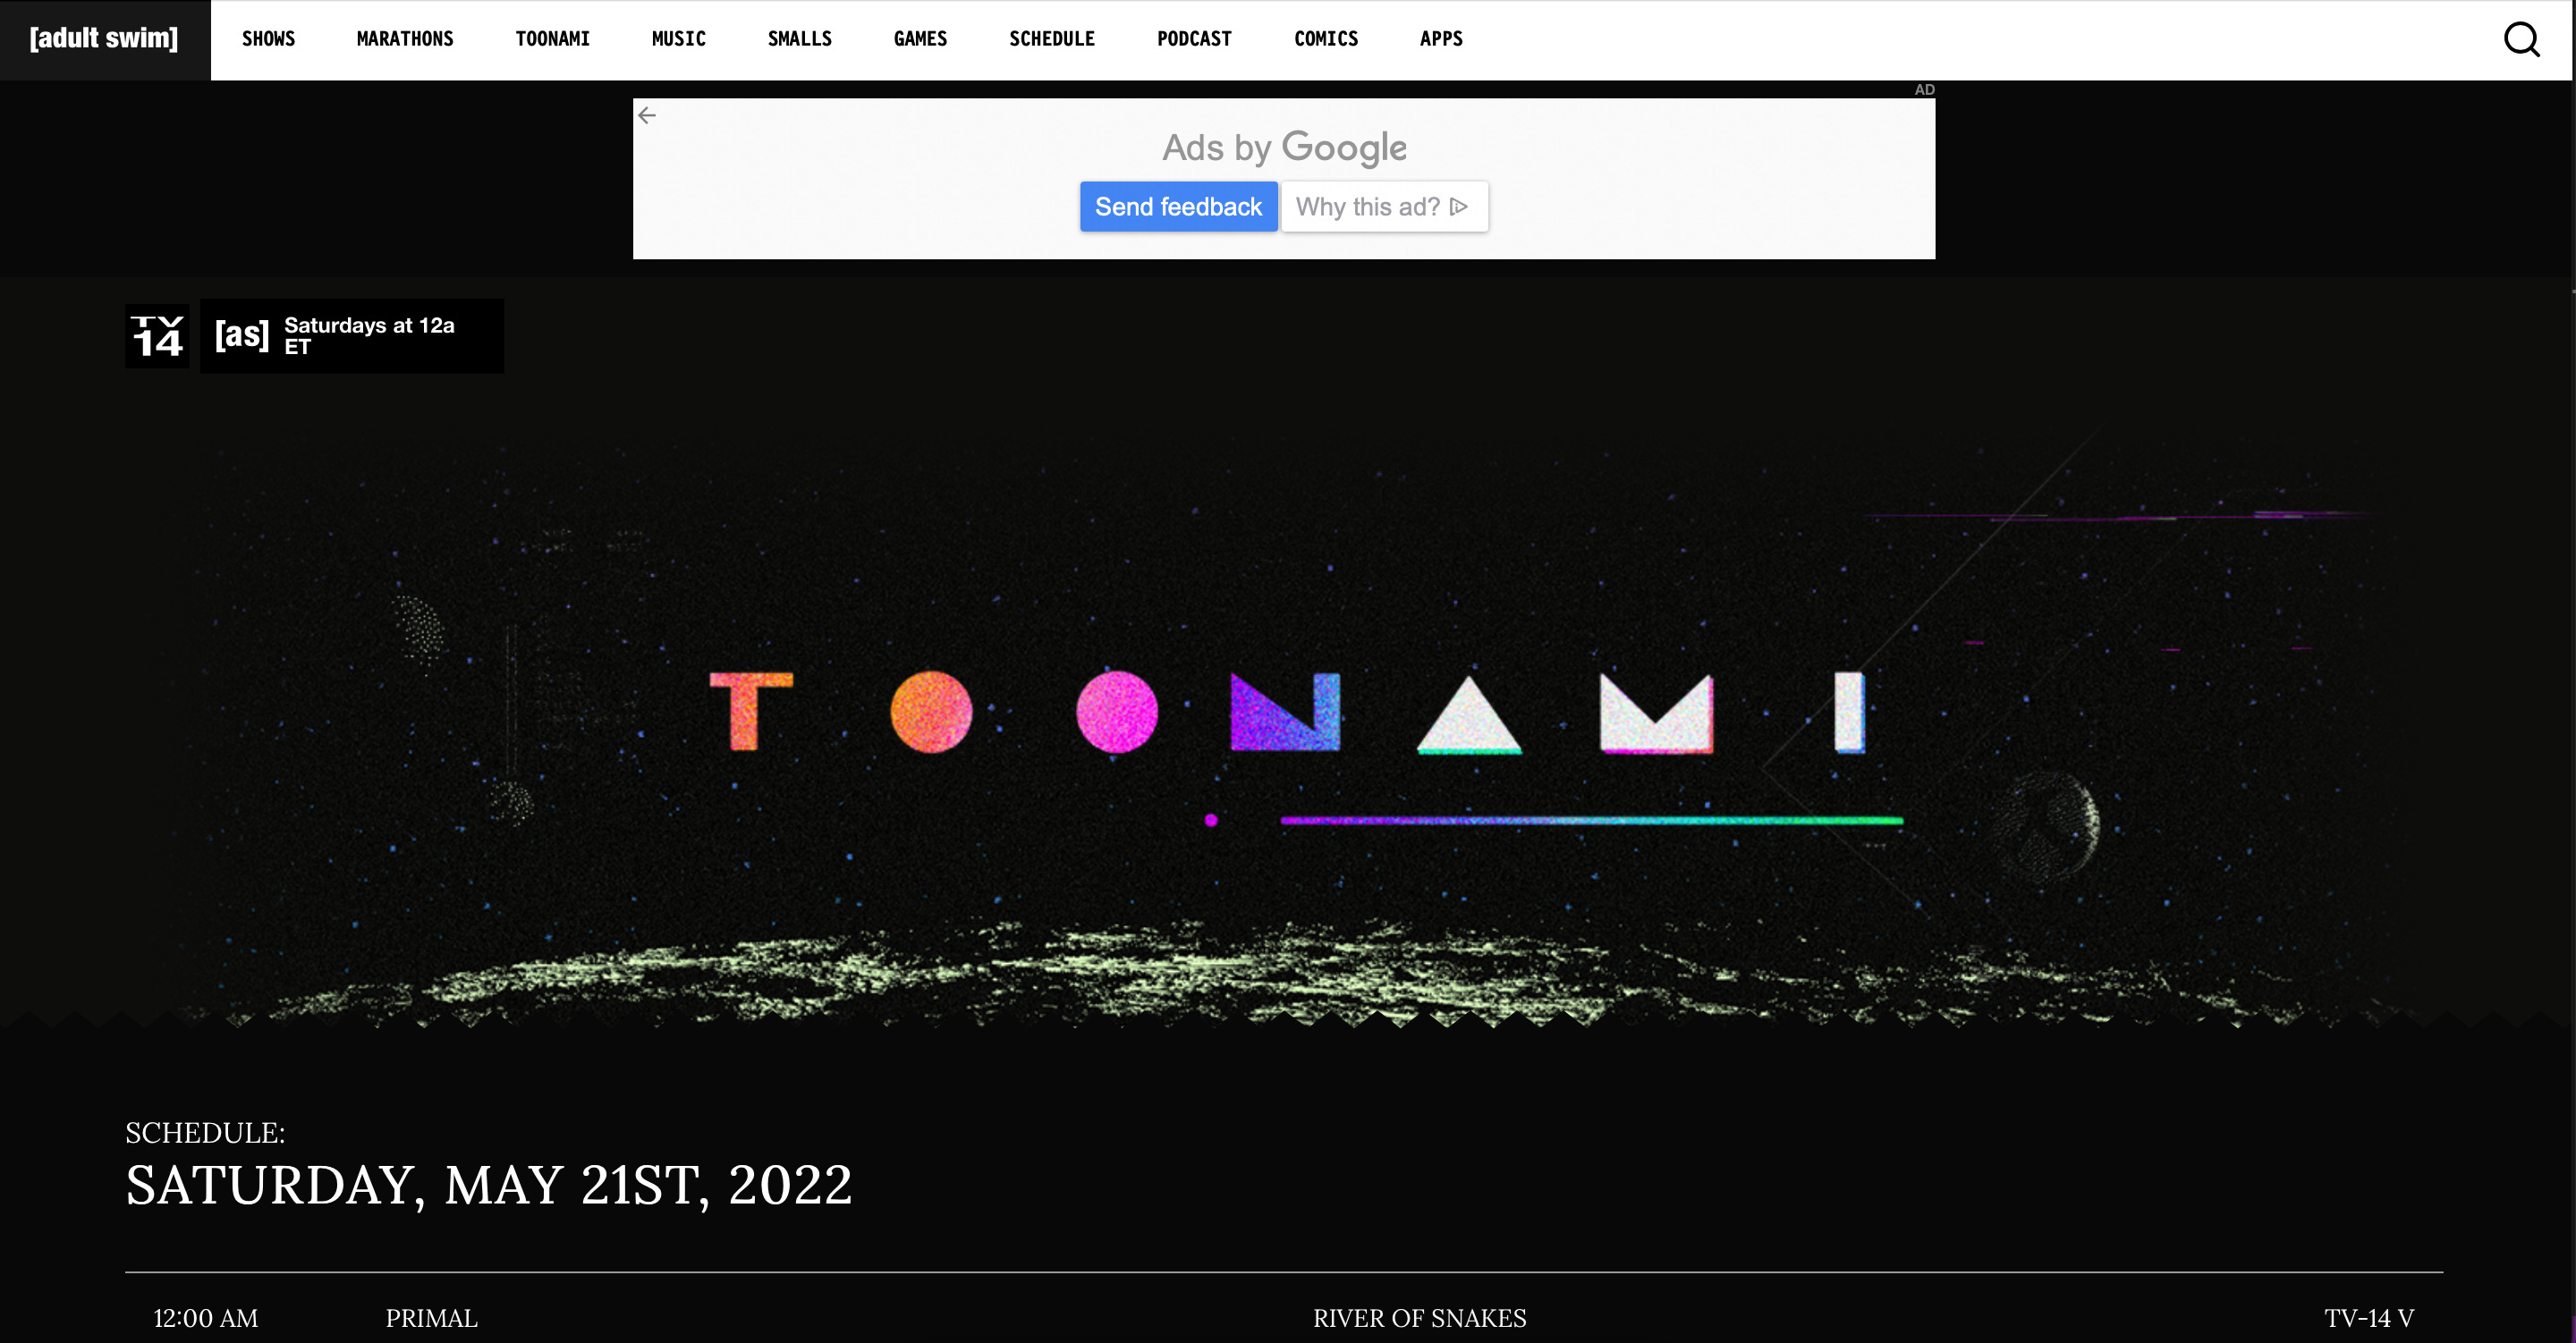 [adult swim] SHOWS MARATHONS TOONAMI MUSIC SMALLS GAMES SCHEDULE PODCAST COMICS APPS
AD
Ads by Google
Send feedback Why this ad?
TV
14
[as] Saturdays at 12a
ET
TOONAMI
SCHEDULE:
SATURDAY, MAY 21ST, 2022
12:00 AM PRIMAL RIVER OF SNAKES TV-14 V